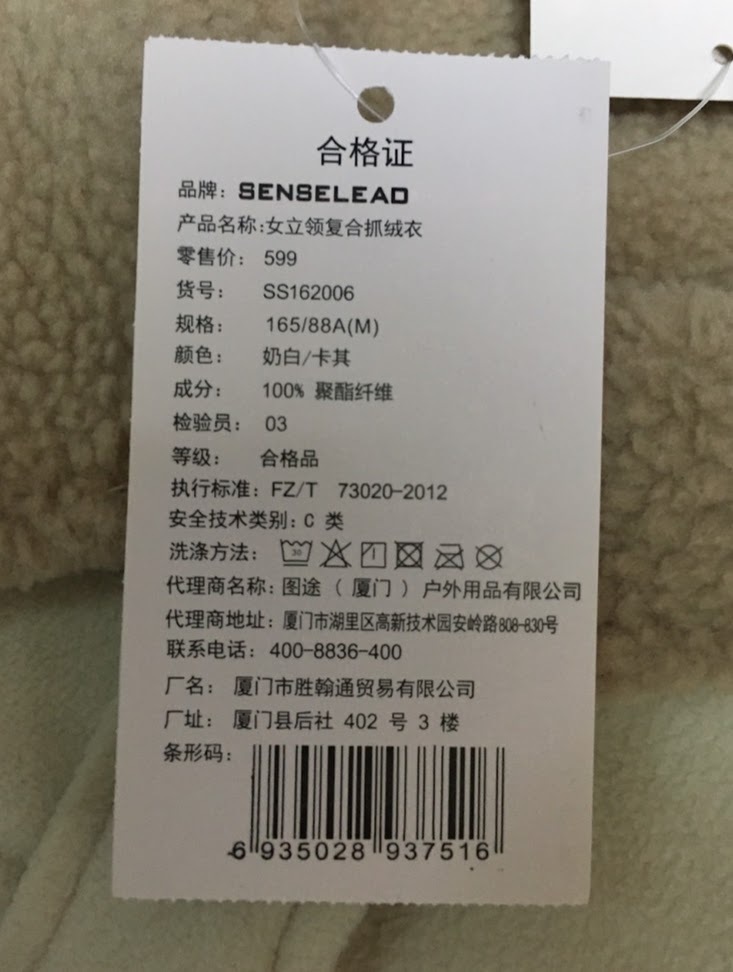 合格证
品牌: SENSELEAD
产品名称:女立领复合抓绒衣
零售价: 599
货号: SS162006
规格: 165/88A(M)
颜色: 奶白/卡其
成分: 100% 聚酯纤维
检验员: 03
等级: 合格品
执行标准: FZ/T 73020-2012
安全技术类别: C 类
洗涤方法: 30
代理商名称: 图途 ( 厦门 ) 户外用品有限公司
代理商地址: 厦门市湖里区高新技术园安岭路808-830号
联系电话: 400-8836-400
厂名: 厦门市胜翰通贸易有限公司
厂址: 厦门县后社 402 号 3 楼
条形码:
6 935028 937516